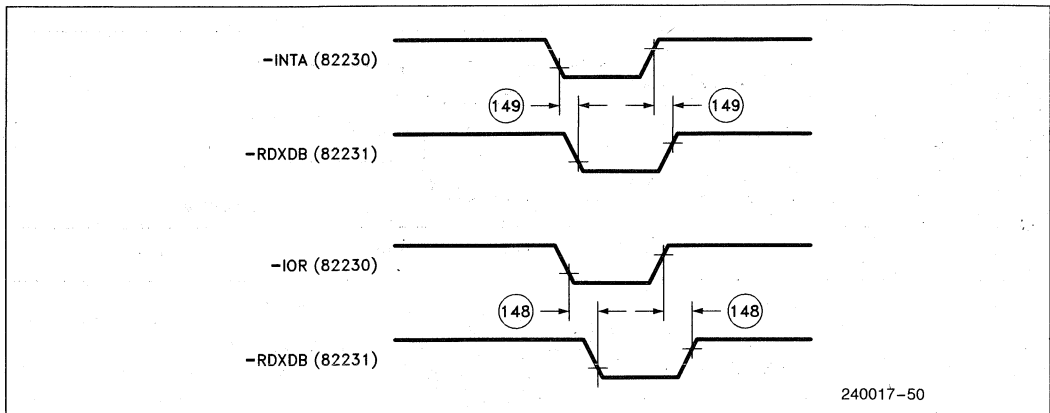 -INTA (82230)
149 149
-RDXDB (82231)
-IOR (82230)
148 148
-RDXDB (82231)
240017-50